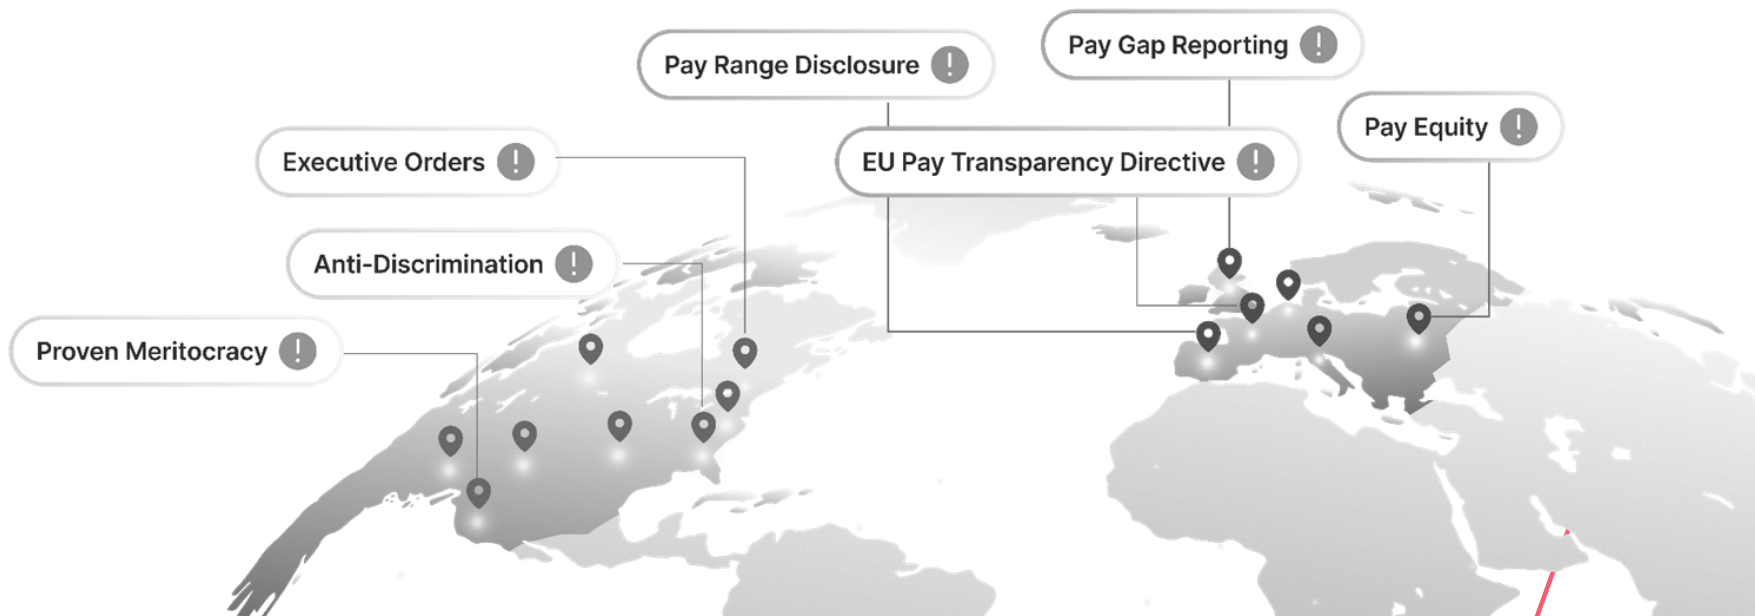 Pay Gap Reporting
Pay Range Disclosure
Pay Equity
Executive Orders
EU Pay Transparency Directive
Anti-Discrimination
Proven Meritocracy